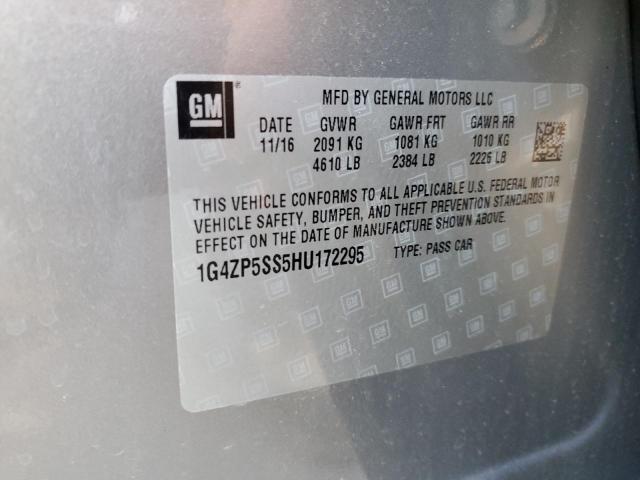 GM
MFD BY GENERAL MOTORS LLC
DATE GVWR GAWR FRT GAWR RR
11/16 2091 KG 1081 KG 1010 KG
4610 LB 2384 LB 2226 LB
THIS VEHICLE CONFORMS TO ALL APPLICABLE U.S. FEDERAL MOTOR
VEHICLE SAFETY, BUMPER, AND THEFT PREVENTION STANDARDS IN
EFFECT ON THE DATE OF MANUFACTURE SHOWN ABOVE.
1G4ZP5SS5HU172295 TYPE: PASS CAR